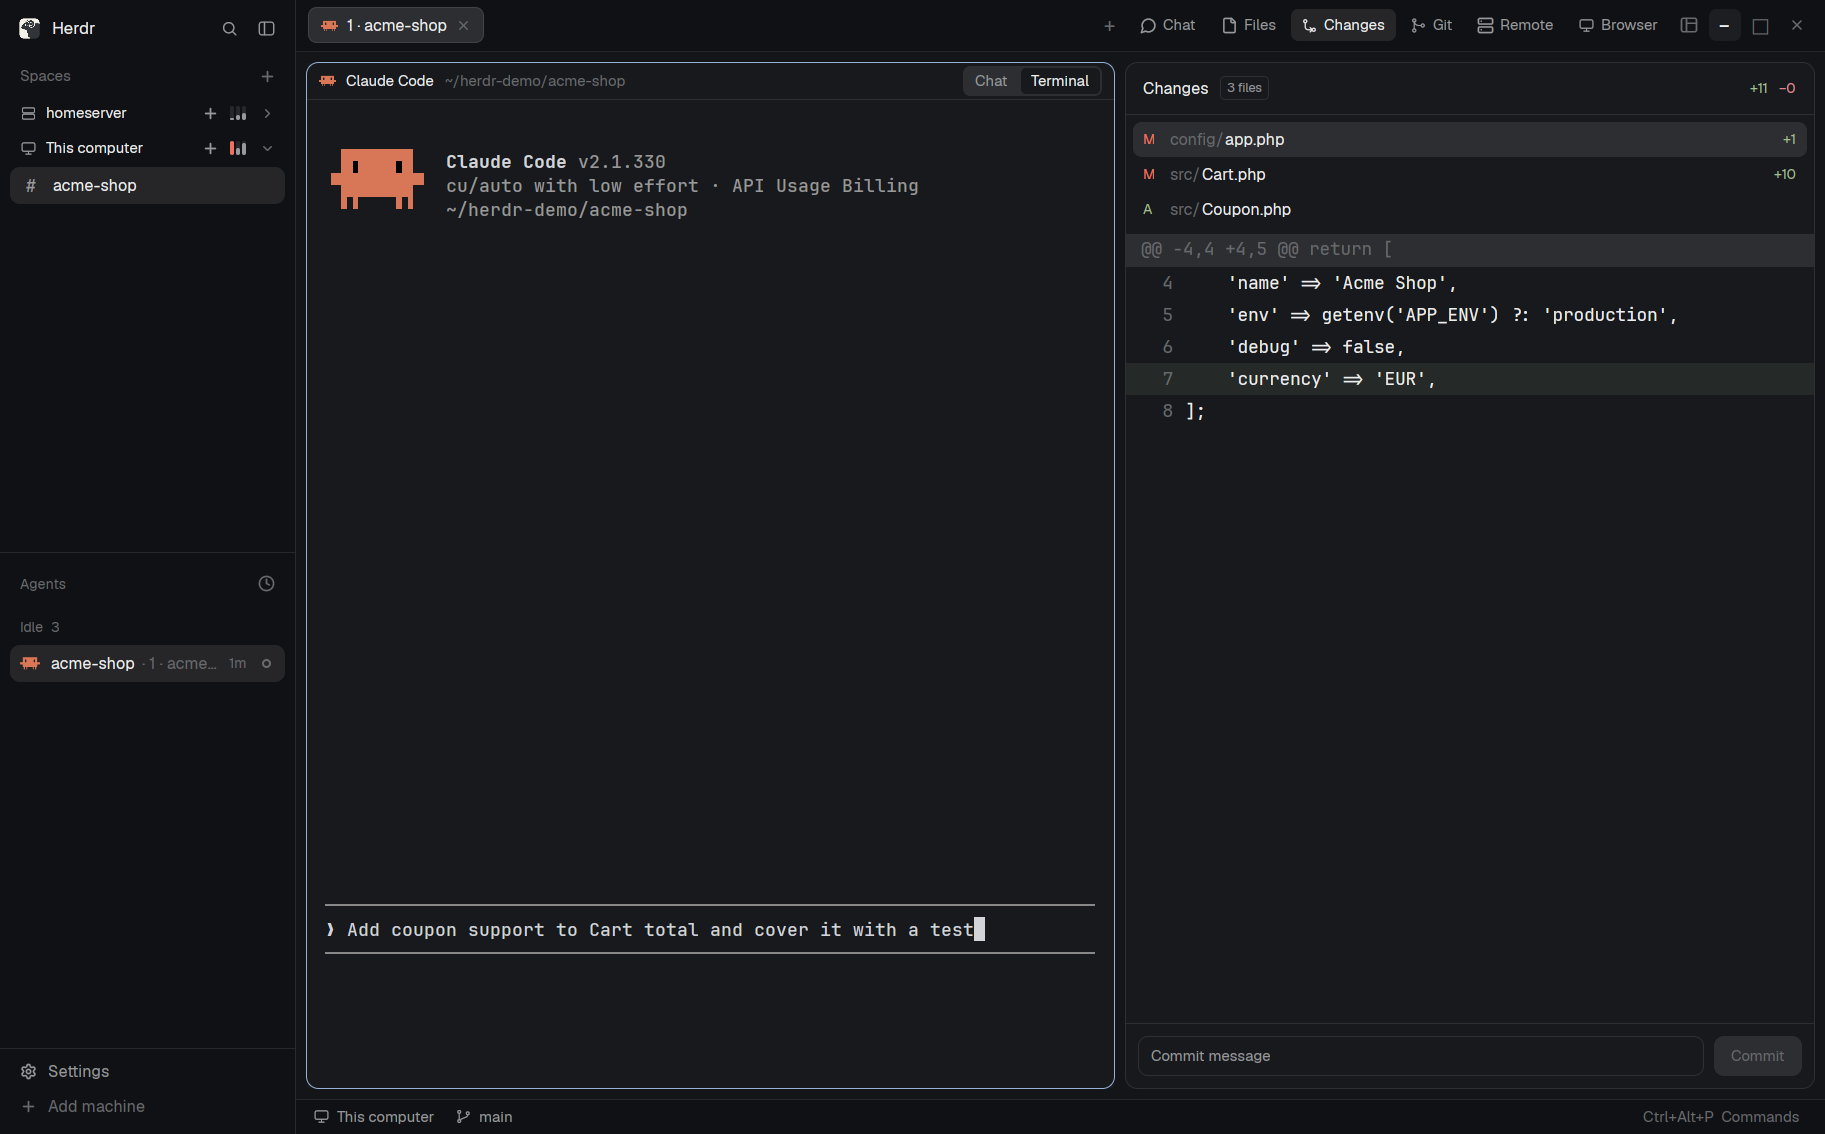 Herdr
Spaces
homeserver
This computer
# acme-shop
Agents
Idle 3
acme-shop · 1 · acme... 1m
Settings
Add machine
1 · acme-shop
Chat Files Changes Git Remote Browser
Claude Code ~/herdr-demo/acme-shop
Chat Terminal
Claude Code v2.1.330
cu/auto with low effort · API Usage Billing
~/herdr-demo/acme-shop
❯ Add coupon support to Cart total and cover it with a test
Changes 3 files +11 −0
M config/app.php +1
M src/Cart.php +10
A src/Coupon.php
@@ -4,4 +4,5 @@ return [
4 'name' => 'Acme Shop',
5 'env' => getenv('APP_ENV') ?: 'production',
6 'debug' => false,
7 'currency' => 'EUR',
8 ];
Commit message Commit
This computer main
Ctrl+Alt+P Commands